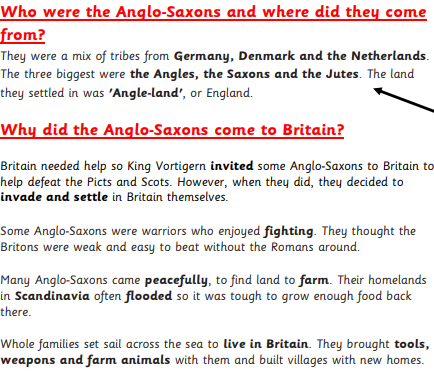 Who were the Anglo-Saxons and where did they come
from?
They were a mix of tribes from Germany, Denmark and the Netherlands.
The three biggest were the Angles, the Saxons and the Jutes. The land
they settled in was 'Angle-land', or England.
Why did the Anglo-Saxons come to Britain?
Britain needed help so King Vortigern invited some Anglo-Saxons to Britain to
help defeat the Picts and Scots. However, when they did, they decided to
invade and settle in Britain themselves.
Some Anglo-Saxons were warriors who enjoyed fighting. They thought the
Britons were weak and easy to beat without the Romans around.
Many Anglo-Saxons came peacefully, to find land to farm. Their homelands
in Scandinavia often flooded so it was tough to grow enough food back
there.
Whole families set sail across the sea to live in Britain. They brought tools,
weapons and farm animals with them and built villages with new homes.